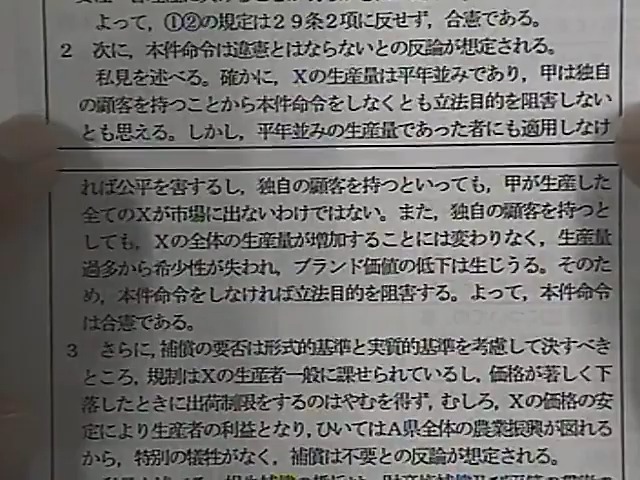 よって，①②の規定は２９条２項に反せず，合憲である。
２　次に，本件命令は違憲とはならないとの反論が想定される。
私見を述べる。確かに，Ｘの生産量は平年並みであり，甲は独自
の顧客を持つことから本件命令をしなくとも立法目的を阻害しない
とも思える。しかし，平年並みの生産量であった者にも適用しなけ
れば公平を害するし，独自の顧客を持つといっても，甲が生産した
全てのＸが市場に出ないわけではない。また，独自の顧客を持つと
しても，Ｘの全体の生産量が増加することには変わりなく，生産量
過多から希少性が失われ，ブランド価値の低下は生じうる。そのた
め，本件命令をしなければ立法目的を阻害する。よって，本件命令
は合憲である。
３　さらに，補償の要否は形式的基準と実質的基準を考慮して決すべき
ところ，規制はＸの生産者一般に課せられているし，価格が著しく下
落したときに出荷制限をするのはやむを得ず，むしろ，Ｘの価格の安
定により生産者の利益となり，ひいてはＡ県全体の農業振興が図れる
から，特別の犠牲がなく，補償は不要との反論が想定される。